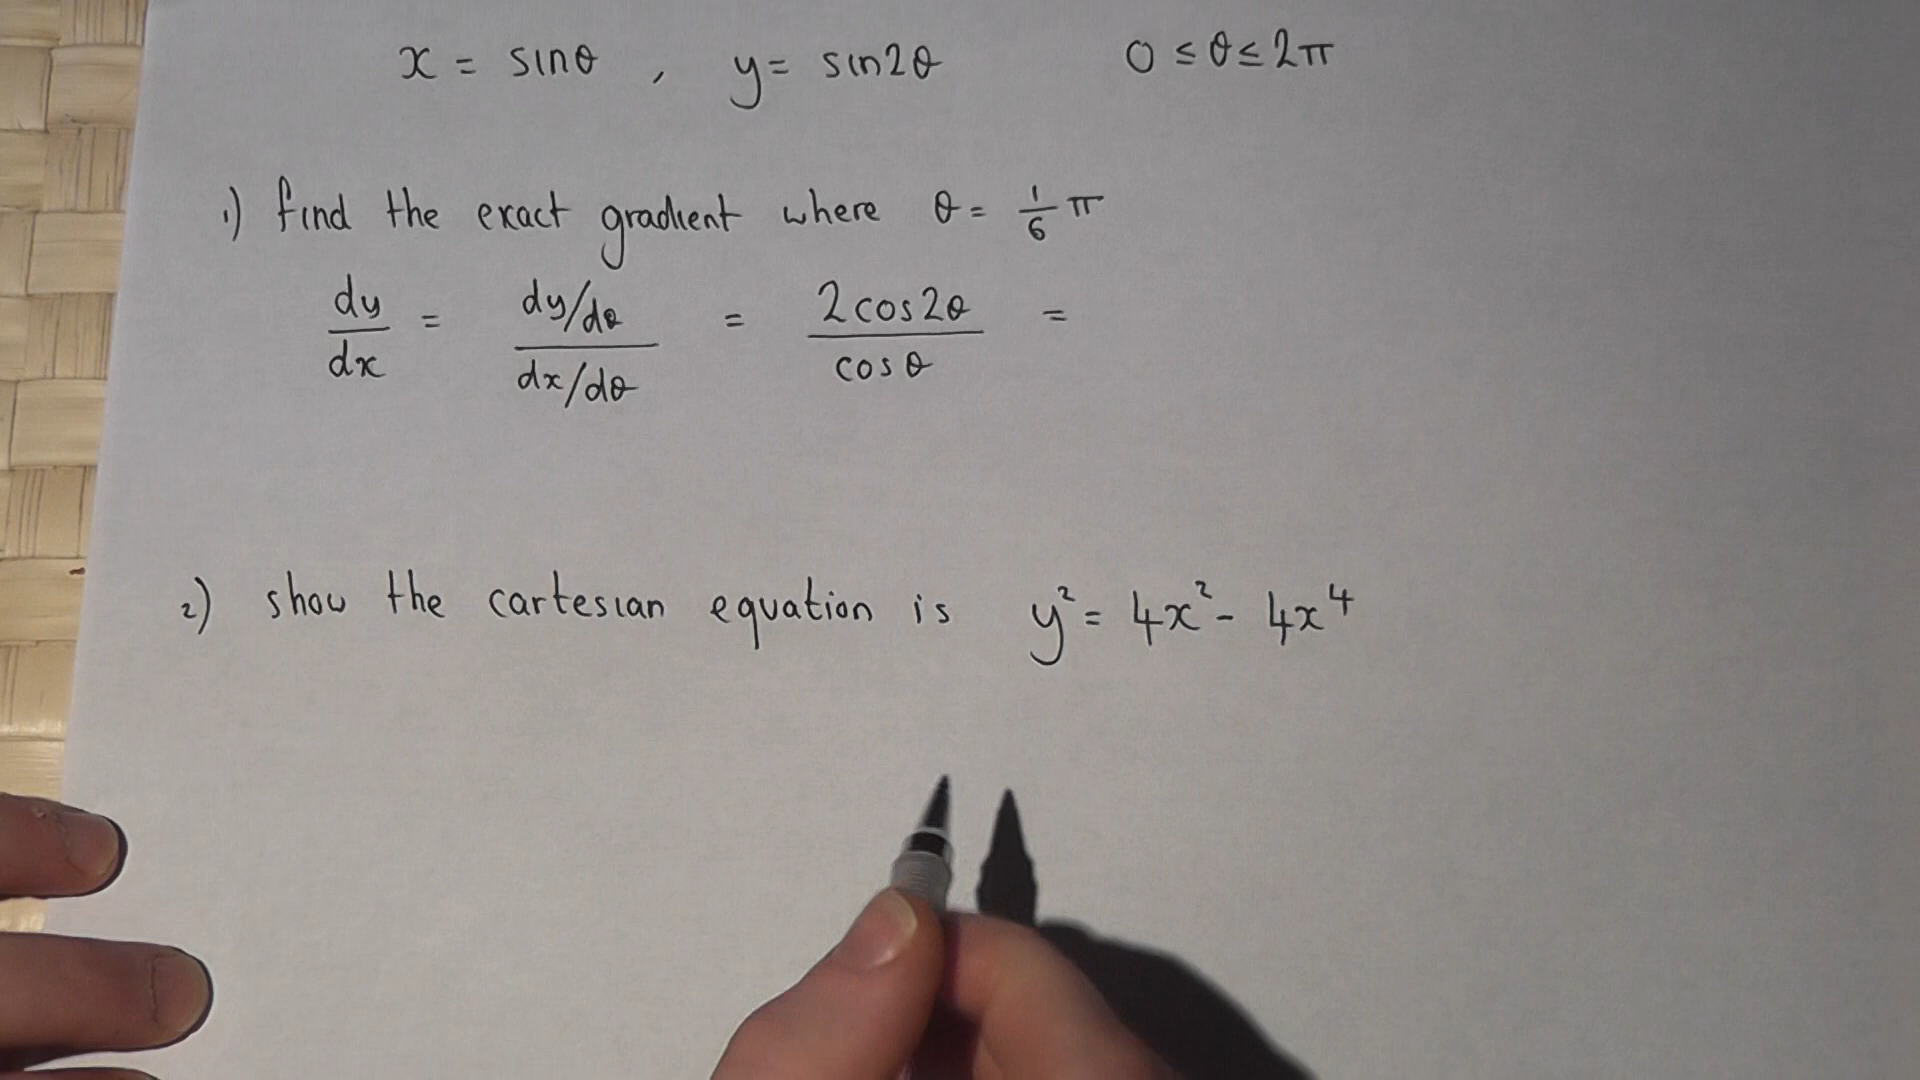 x = sinθ , y = sin2θ 0 ≤ θ ≤ 2π
1) find the exact gradient where θ = 1/6 π
dy/dx = (dy/dθ)/(dx/dθ) = 2cos2θ/cosθ =
2) show the cartesian equation is y² = 4x² - 4x⁴